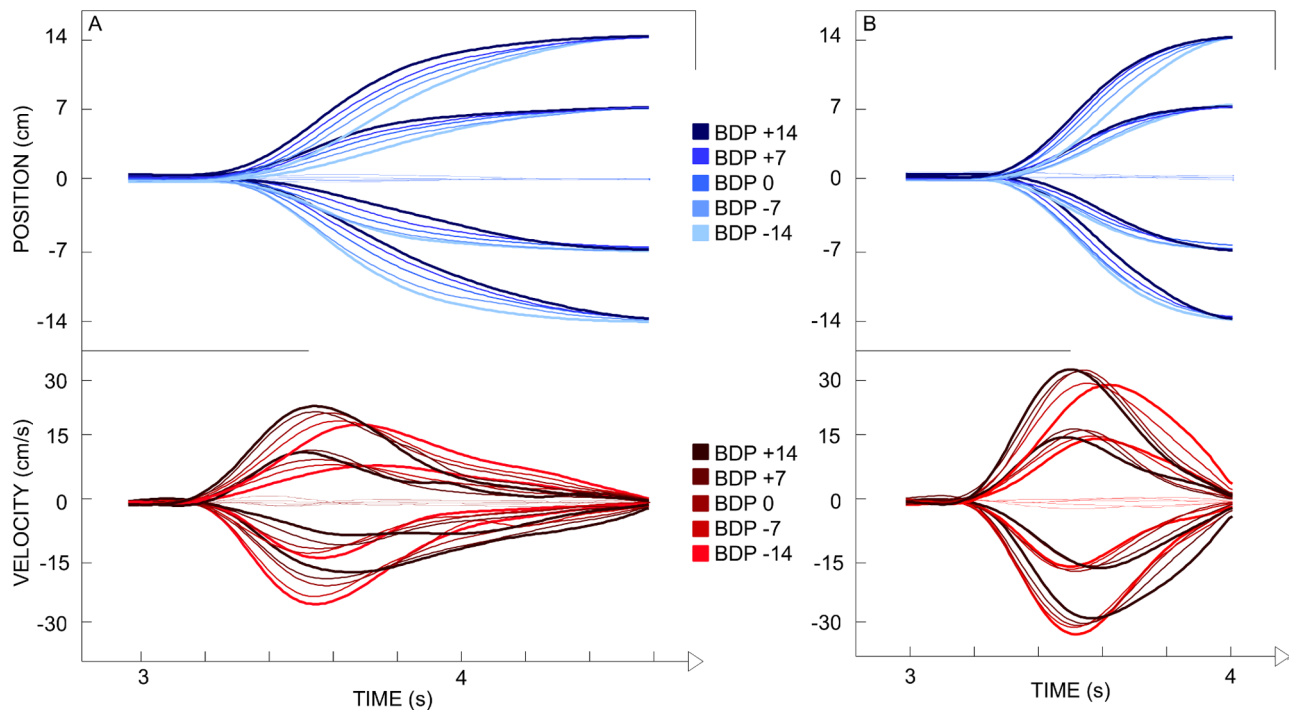 A
POSITION (cm)
14
7
0
-7
-14
BDP +14
BDP +7
BDP 0
BDP -7
BDP -14
B
14
7
0
-7
-14
VELOCITY (cm/s)
30
15
0
-15
-30
BDP +14
BDP +7
BDP 0
BDP -7
BDP -14
30
15
0
-15
-30
3
4
TIME (s)
3
4
TIME (s)